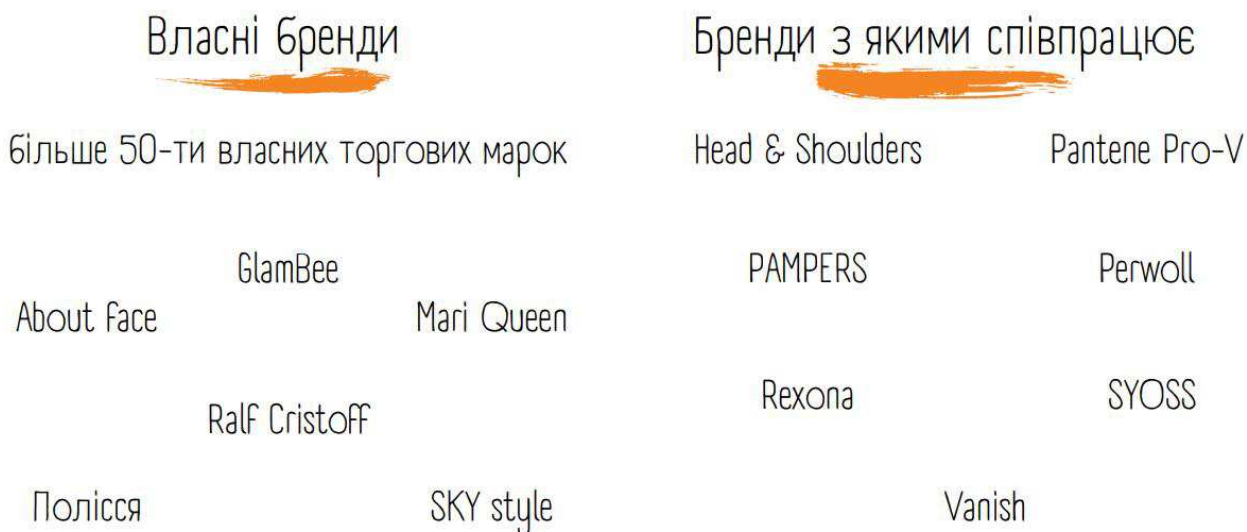 Власні бренди
більше 50-ти власних торгових марок
GlamBee
About face
Mari Queen
Ralf Cristoff
Полісся
SKY style
Бренди з якими співпрацює
Head & Shoulders
Pantene Pro-V
PAMPERS
Perwoll
Rexona
SYOSS
Vanish